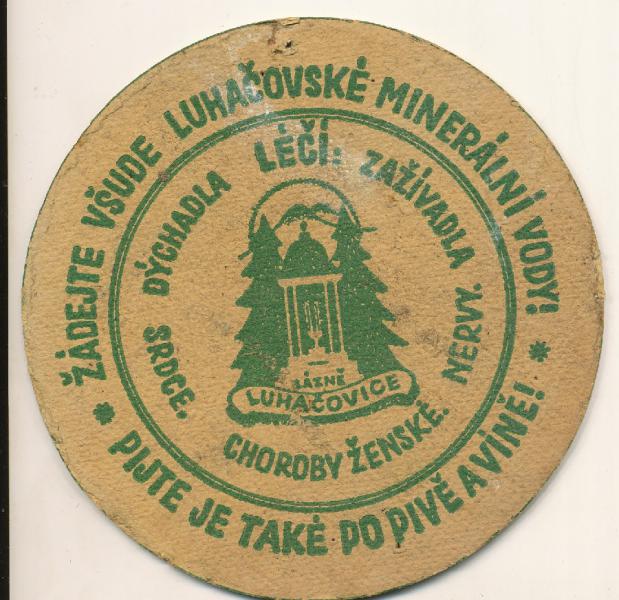 ŽÁDEJTE VŠUDE LUHAČOVSKÉ MINERÁLNÍ VODY!
* PIJTE JE TAKÉ PO PIVĚ A VÍNĚ! *
LÉČÍ:
DÝCHADLA
ZAŽÍVADLA
SRDCE,
NERVY.
CHOROBY ŽENSKÉ.
LÁZNĚ
LUHAČOVICE